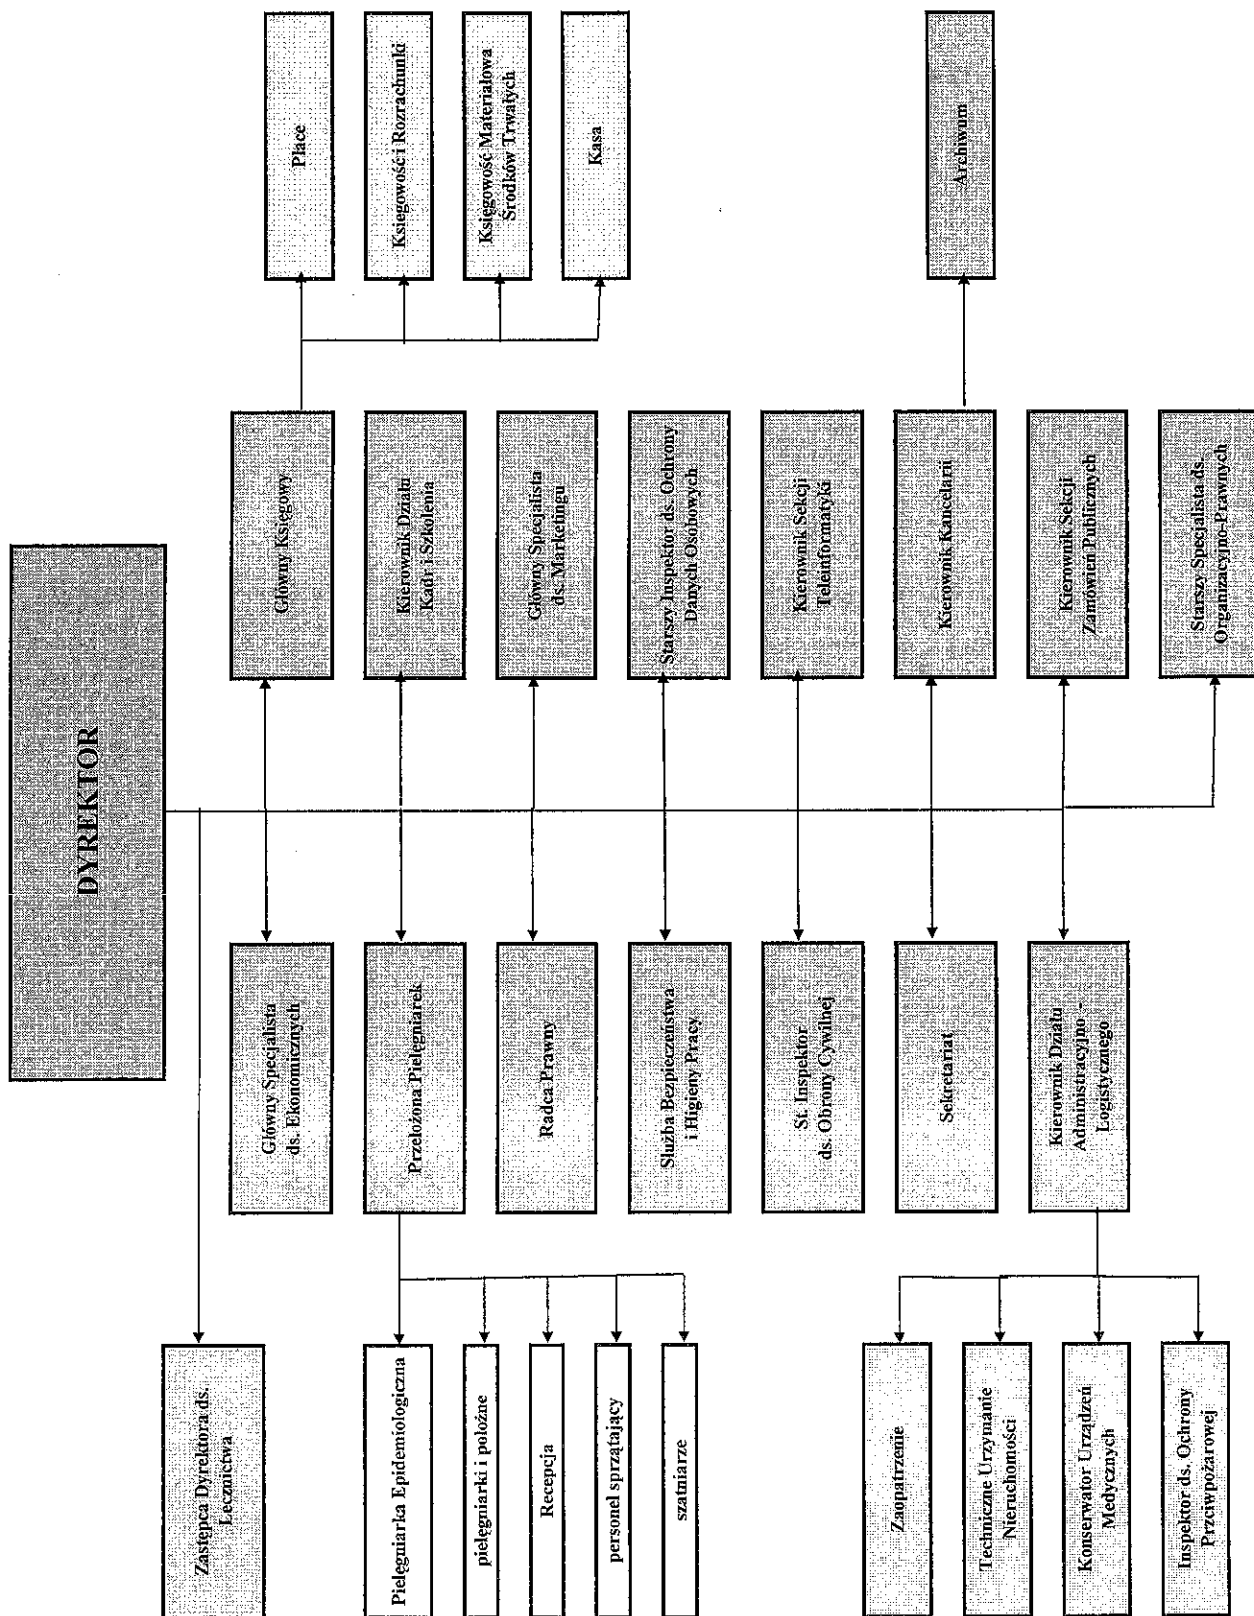 DYREKTOR
Zastępca Dyrektora ds.
Lecznictwa
Główny Specjalista
ds. Ekonomicznych
Główny Księgowy
Płace
Księgowość i Rozrachunki
Księgowość Materiałowa
Środków Trwałych
Kasa
Pielęgniarka Epidemiologiczna
pielęgniarki i położne
Recepcja
personel sprzątający
szatniarze
Przełożona Pielęgniarek
Kierownik Działu
Kadr i Szkolenia
Radca Prawny
Główny Specjalista
ds. Marketingu
Służba Bezpieczeństwa
i Higieny Pracy
Starszy Inspektor ds. Ochrony
Danych Osobowych
St. Inspektor
ds. Obrony Cywilnej
Kierownik Sekcji
Teleinformatyki
Sekretariat
Kierownik Kancelarii
Archiwum
Zaopatrzenie
Techniczne Urzymanie
Nieruchomości
Konserwator Urządzeń
Medycznych
Inspektor ds. Ochrony
Przciwpożarowej
Kierownik Działu
Administracyjno -
Logistycznego
Kierownik Sekcji
Zamówień Publicznych
Starszy Specjalista ds.
Organizacyjno-Prawnych